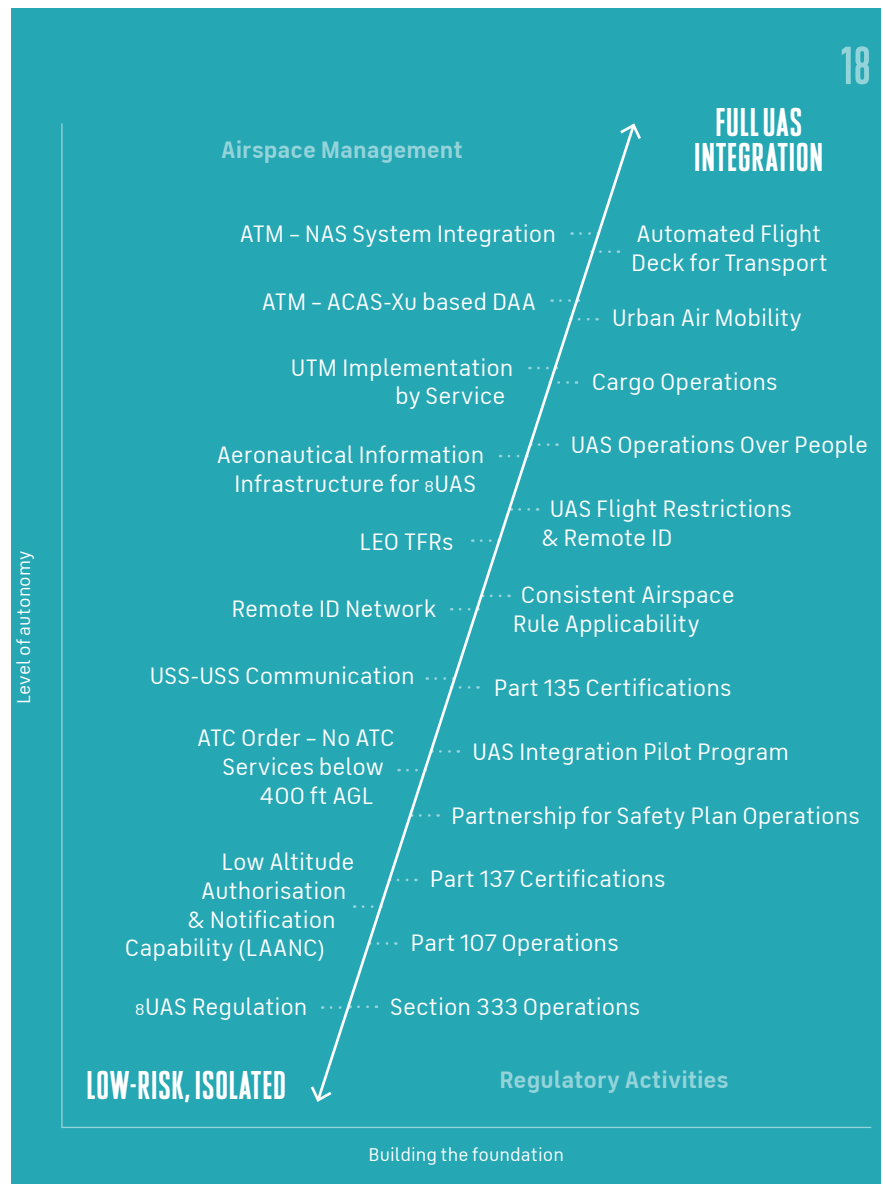 18
FULL UAS
INTEGRATION
Airspace Management
ATM – NAS System Integration
Automated Flight
Deck for Transport
ATM – ACAS-Xu based DAA
Urban Air Mobility
UTM Implementation
by Service
Cargo Operations
UAS Operations Over People
Aeronautical Information
Infrastructure for 8UAS
UAS Flight Restrictions
& Remote ID
LEO TFRs
Consistent Airspace
Rule Applicability
Remote ID Network
USS-USS Communication
Part 135 Certifications
ATC Order – No ATC
Services below
400 ft AGL
UAS Integration Pilot Program
Partnership for Safety Plan Operations
Low Altitude
Authorisation
& Notification
Capability (LAANC)
Part 137 Certifications
Part 107 Operations
8UAS Regulation
Section 333 Operations
LOW-RISK, ISOLATED
Regulatory Activities
Level of autonomy
Building the foundation